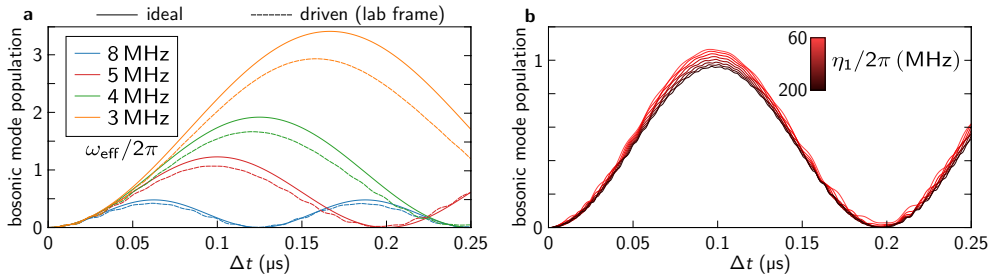 a
ideal
driven (lab frame)
bosonic mode population
3
2
1
0
8 MHz
5 MHz
4 MHz
3 MHz
ω_eff/2π
0
0.05
0.1
0.15
0.2
0.25
Δt (µs)
b
bosonic mode population
1
0
60
200
η₁/2π (MHz)
0
0.05
0.1
0.15
0.2
0.25
Δt (µs)